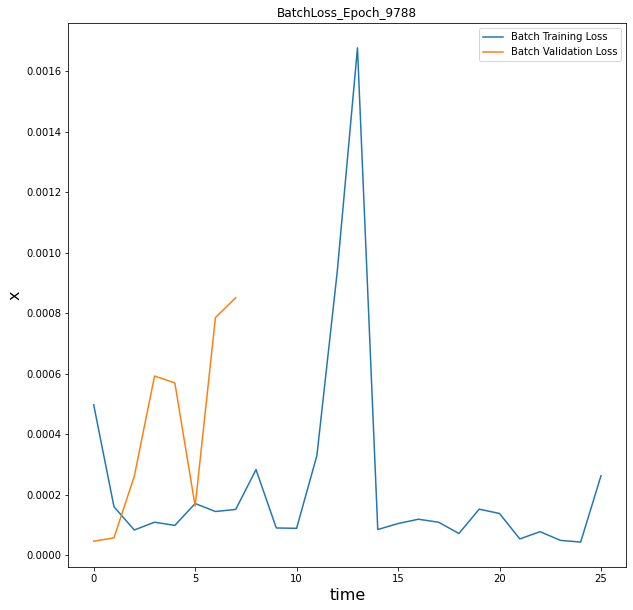 BatchLoss_Epoch_9788
Batch Training Loss
Batch Validation Loss
0.0016
0.0014
0.0012
0.0010
0.0008
0.0006
0.0004
0.0002
0.0000
x
0 5 10 15 20 25
time